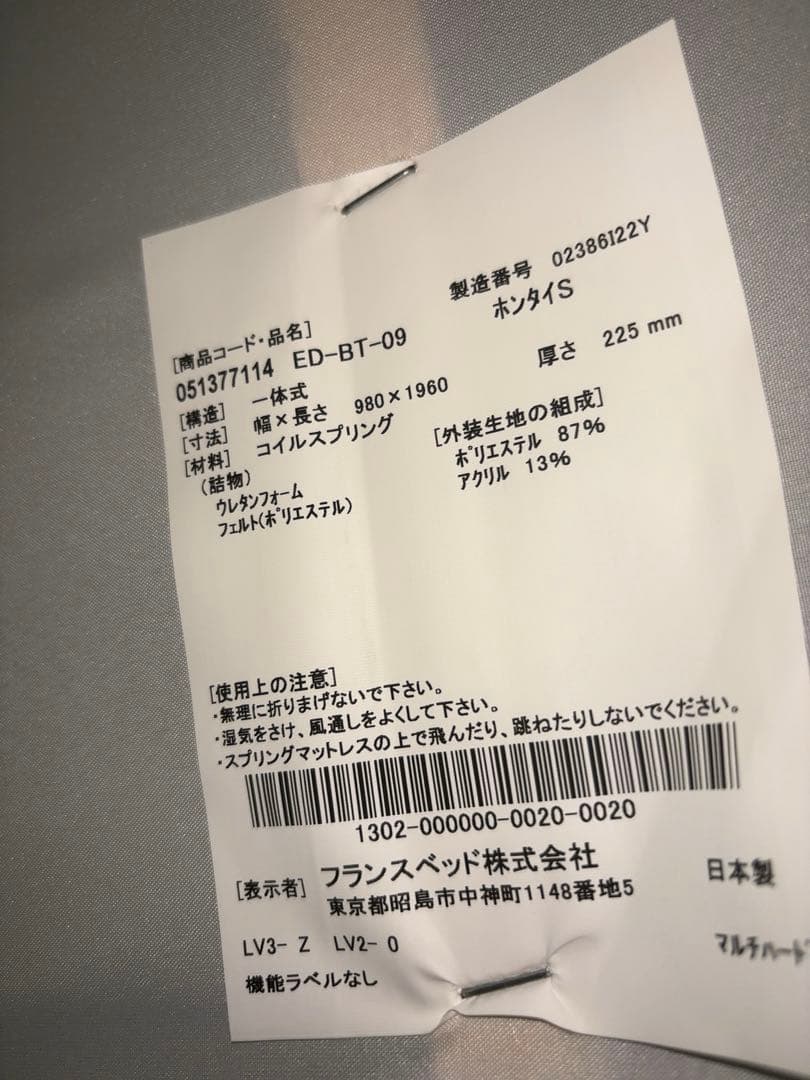 製造番号 02386I22Y
[商品コード・品名] ホンタイS
051377114 ED-BT-09
[構造] 一体式 厚さ 225 mm
[寸法] 幅×長さ 980×1960
[材料] コイルスプリング
[外装生地の組成]
(詰物) ポリエステル 87%
ウレタンフォーム アクリル 13%
フェルト(ポリエステル)
[使用上の注意]
・無理に折りまげないで下さい。
・湿気をさけ、風通しをよくして下さい。
・スプリングマットレスの上で飛んだり、跳ねたりしないでください。
1302-000000-0020-0020
[表示者] フランスベッド株式会社 日本製
東京都昭島市中神町1148番地5
LV3- Z LV2- 0 マルチハード
機能ラベルなし